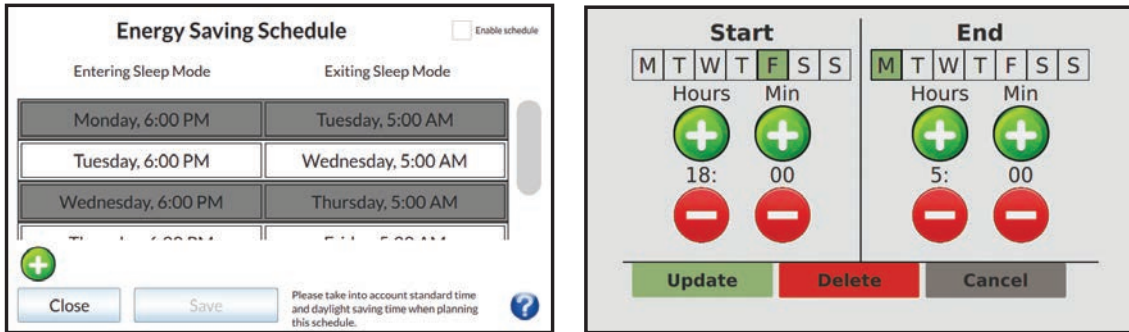 Energy Saving Schedule
Enable schedule
Entering Sleep Mode Exiting Sleep Mode
Monday, 6:00 PM Tuesday, 5:00 AM
Tuesday, 6:00 PM Wednesday, 5:00 AM
Wednesday, 6:00 PM Thursday, 5:00 AM
Close Save
Please take into account standard time
and daylight saving time when planning
this schedule.
Start End
M T W T F S S M T W T F S S
Hours Min Hours Min
18: 00 5: 00
Update Delete Cancel